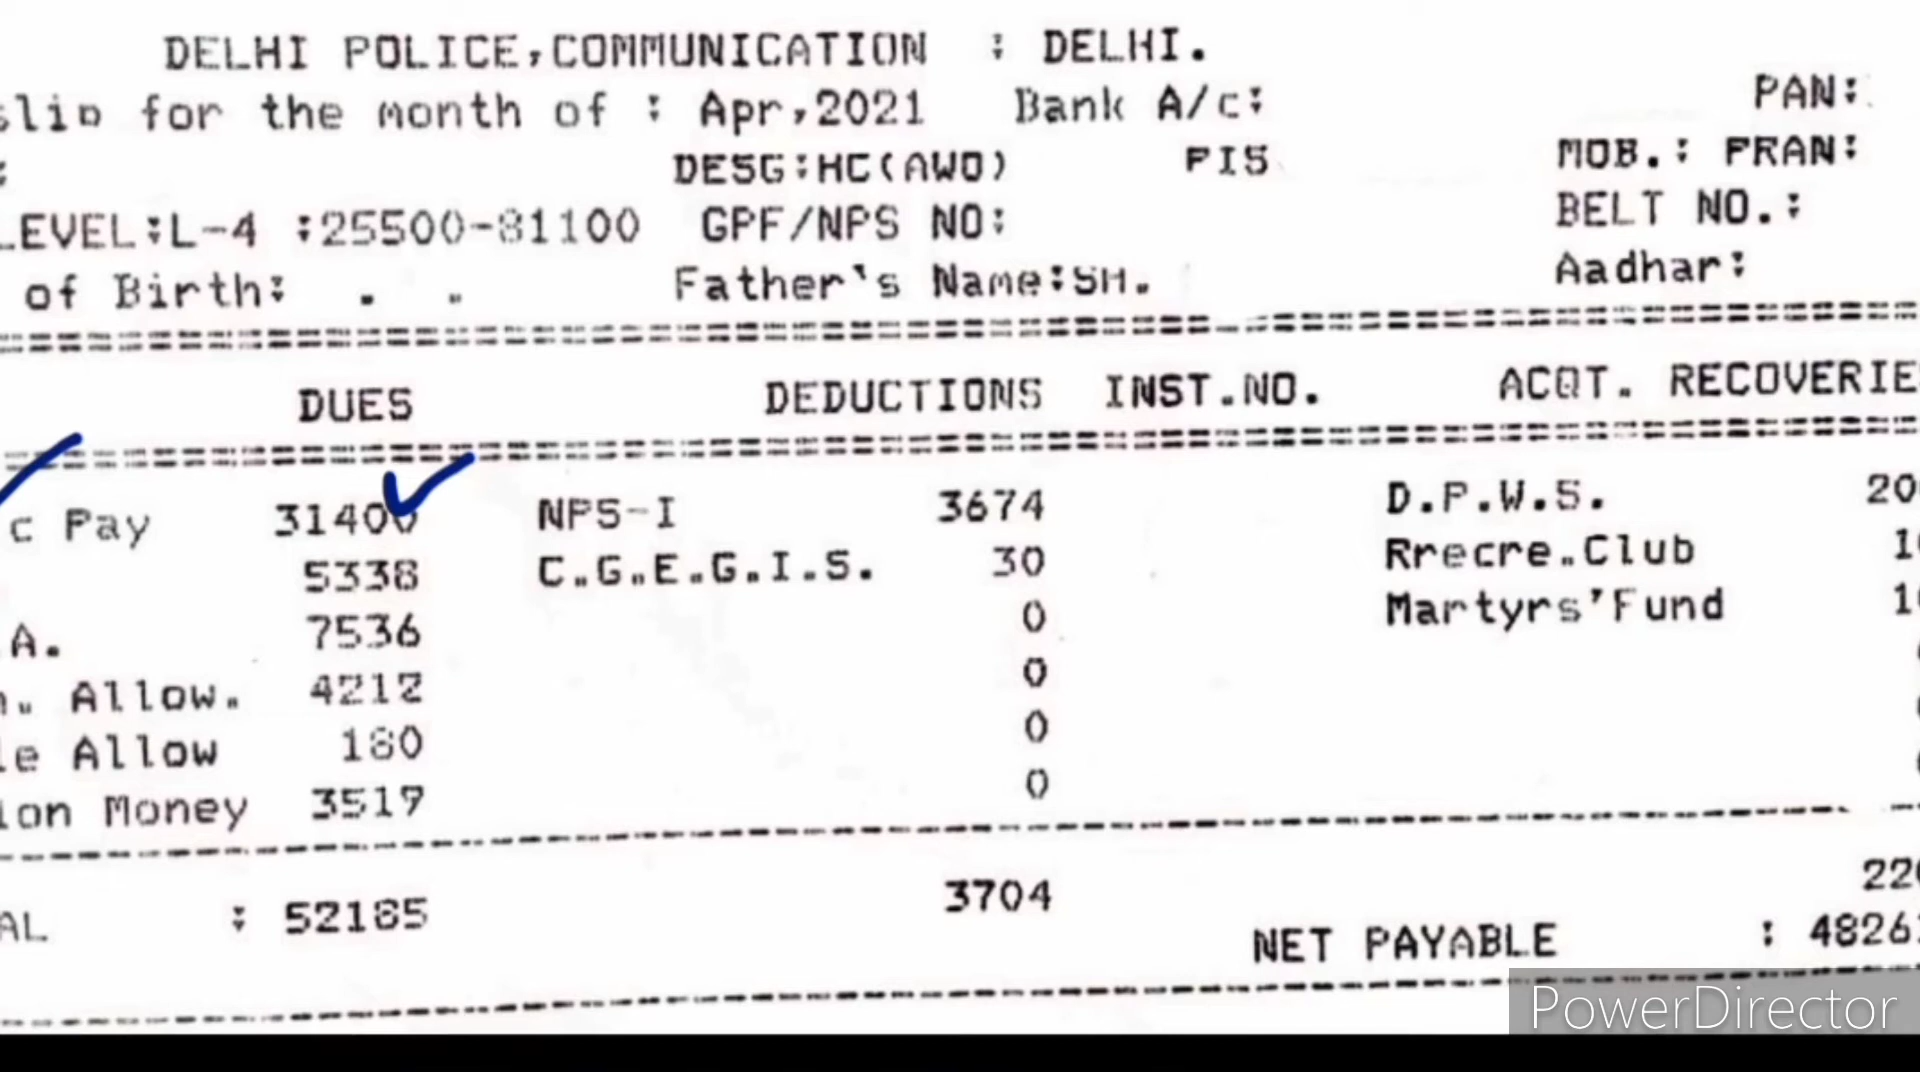 DELHI POLICE,COMMUNICATION : DELHI.
slip for the month of : Apr,2021 Bank A/c: PAN:
: DESG:HC(AWO) PIS MOB.: PRAN:
LEVEL:L-4 :25500-81100 GPF/NPS NO: BELT NO.:
of Birth: . . Father's Name:SH. Aadhar:
DUES DEDUCTIONS INST.NO. ACQT. RECOVERIE
c Pay 31400 NPS-I 3674 D.P.W.S. 20
5338 C.G.E.G.I.S. 30 Rrecre.Club 1
.A. 7536 0 Martyrs'Fund 1
. Allow. 4212 0
le Allow 180 0
ion Money 3519 0
AL : 52185 3704 22
NET PAYABLE : 4826
PowerDirector